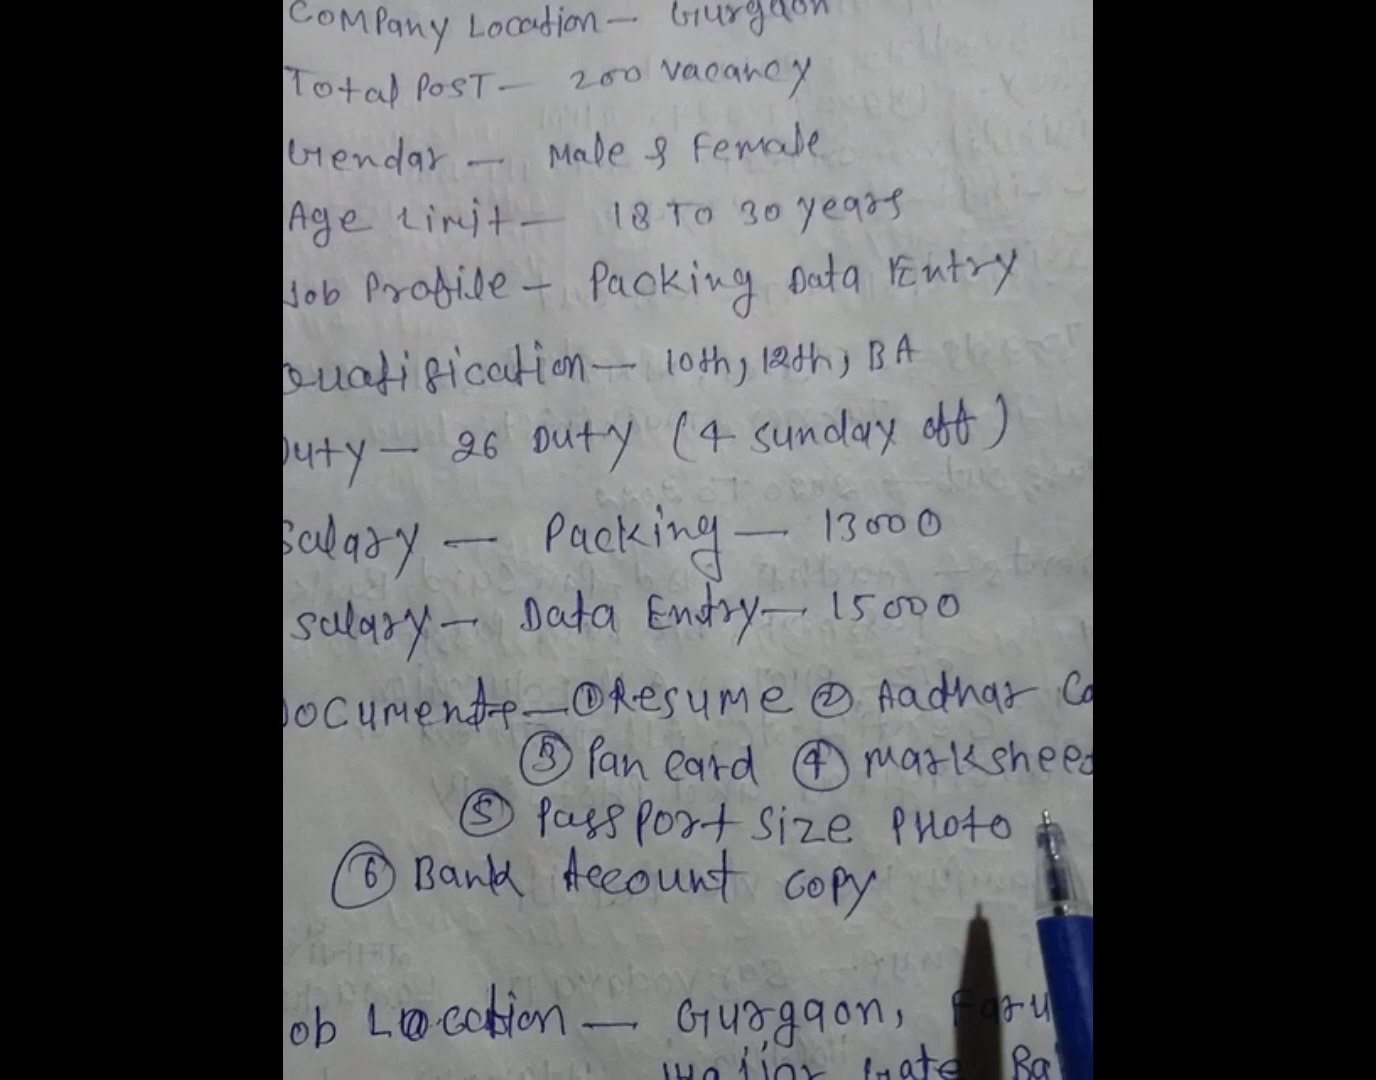 Company Location — Gurgaon
Total Post — 200 vacancy
Gendar — Male & Female
Age Limit — 18 To 30 years
Job Profile — Packing Data Entry
Qualification — 10th, 12th, BA
Duty — 26 Duty (4 Sunday off)
Salary — Packing — 13000
Salary — Data Entry — 15000
Documents — ① Resume ② Aadhar
③ Pan Card ④ Marksheet
⑤ Passport Size Photo
⑥ Bank Account Copy
ob Location — Gurgaon,